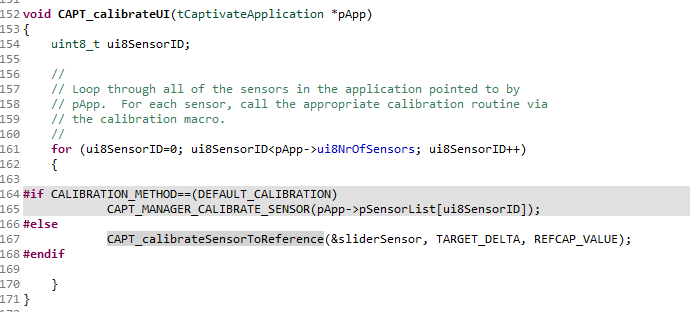 152 void CAPT_calibrateUI(tCaptivateApplication *pApp)
153 {
154     uint8_t ui8SensorID;
155
156     //
157     // Loop through all of the sensors in the application pointed to by
158     // pApp.  For each sensor, call the appropriate calibration routine via
159     // the calibration macro.
160     //
161     for (ui8SensorID=0; ui8SensorID<pApp->ui8NrOfSensors; ui8SensorID++)
162     {
163
164 #if CALIBRATION_METHOD==(DEFAULT_CALIBRATION)
165             CAPT_MANAGER_CALIBRATE_SENSOR(pApp->pSensorList[ui8SensorID]);
166 #else
167             CAPT_calibrateSensorToReference(&sliderSensor, TARGET_DELTA, REFCAP_VALUE);
168 #endif
169
170     }
171 }